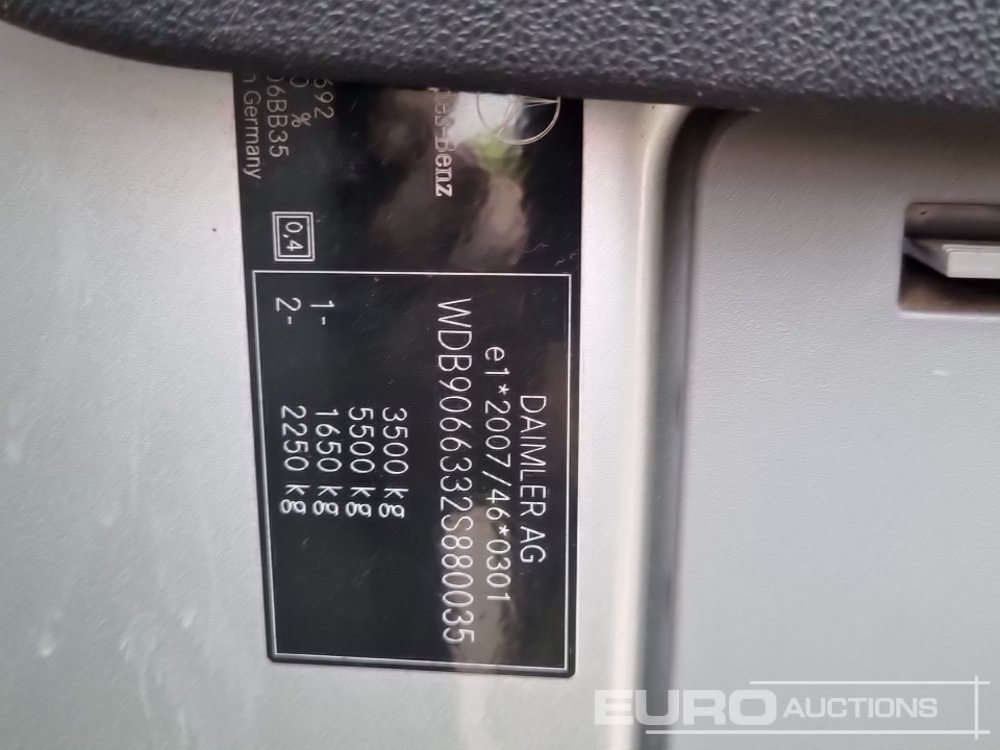 DAIMLER AG
e1*2007/46*0301
WDB9066332S880035
3500 kg
5500 kg
1- 1650 kg
2- 2250 kg
0,4
Germany
EURO AUCTIONS